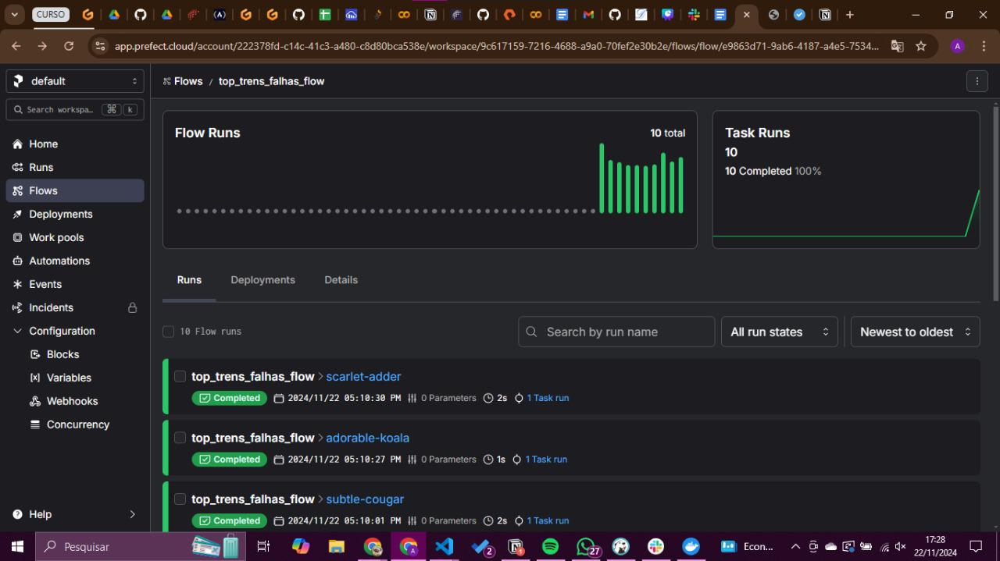 CURSO
app.prefect.cloud/account/222378fd-c14c-41c3-a480-c8d80bca538e/workspace/9c617159-7216-4688-a9a0-70fef2e30b2e/flows/flow/e9863d71-9ab6-4187-a4e5-7534...
A
default
Flows / top_trens_falhas_flow
Search workspa... ⌘ k
Home
Runs
Flows
Deployments
Work pools
Automations
Events
Incidents
Configuration
Blocks
Variables
Webhooks
Concurrency
Help
Flow Runs
10 total
Task Runs
10
10 Completed 100%
Runs Deployments Details
10 Flow runs
Search by run name
All run states
Newest to oldest
top_trens_falhas_flow > scarlet-adder
Completed 2024/11/22 05:10:30 PM 0 Parameters 2s 1 Task run
top_trens_falhas_flow > adorable-koala
Completed 2024/11/22 05:10:27 PM 0 Parameters 1s 1 Task run
top_trens_falhas_flow > subtle-cougar
Completed 2024/11/22 05:10:01 PM 0 Parameters 2s 1 Task run
Pesquisar
2
27
Econ...
17:28
22/11/2024